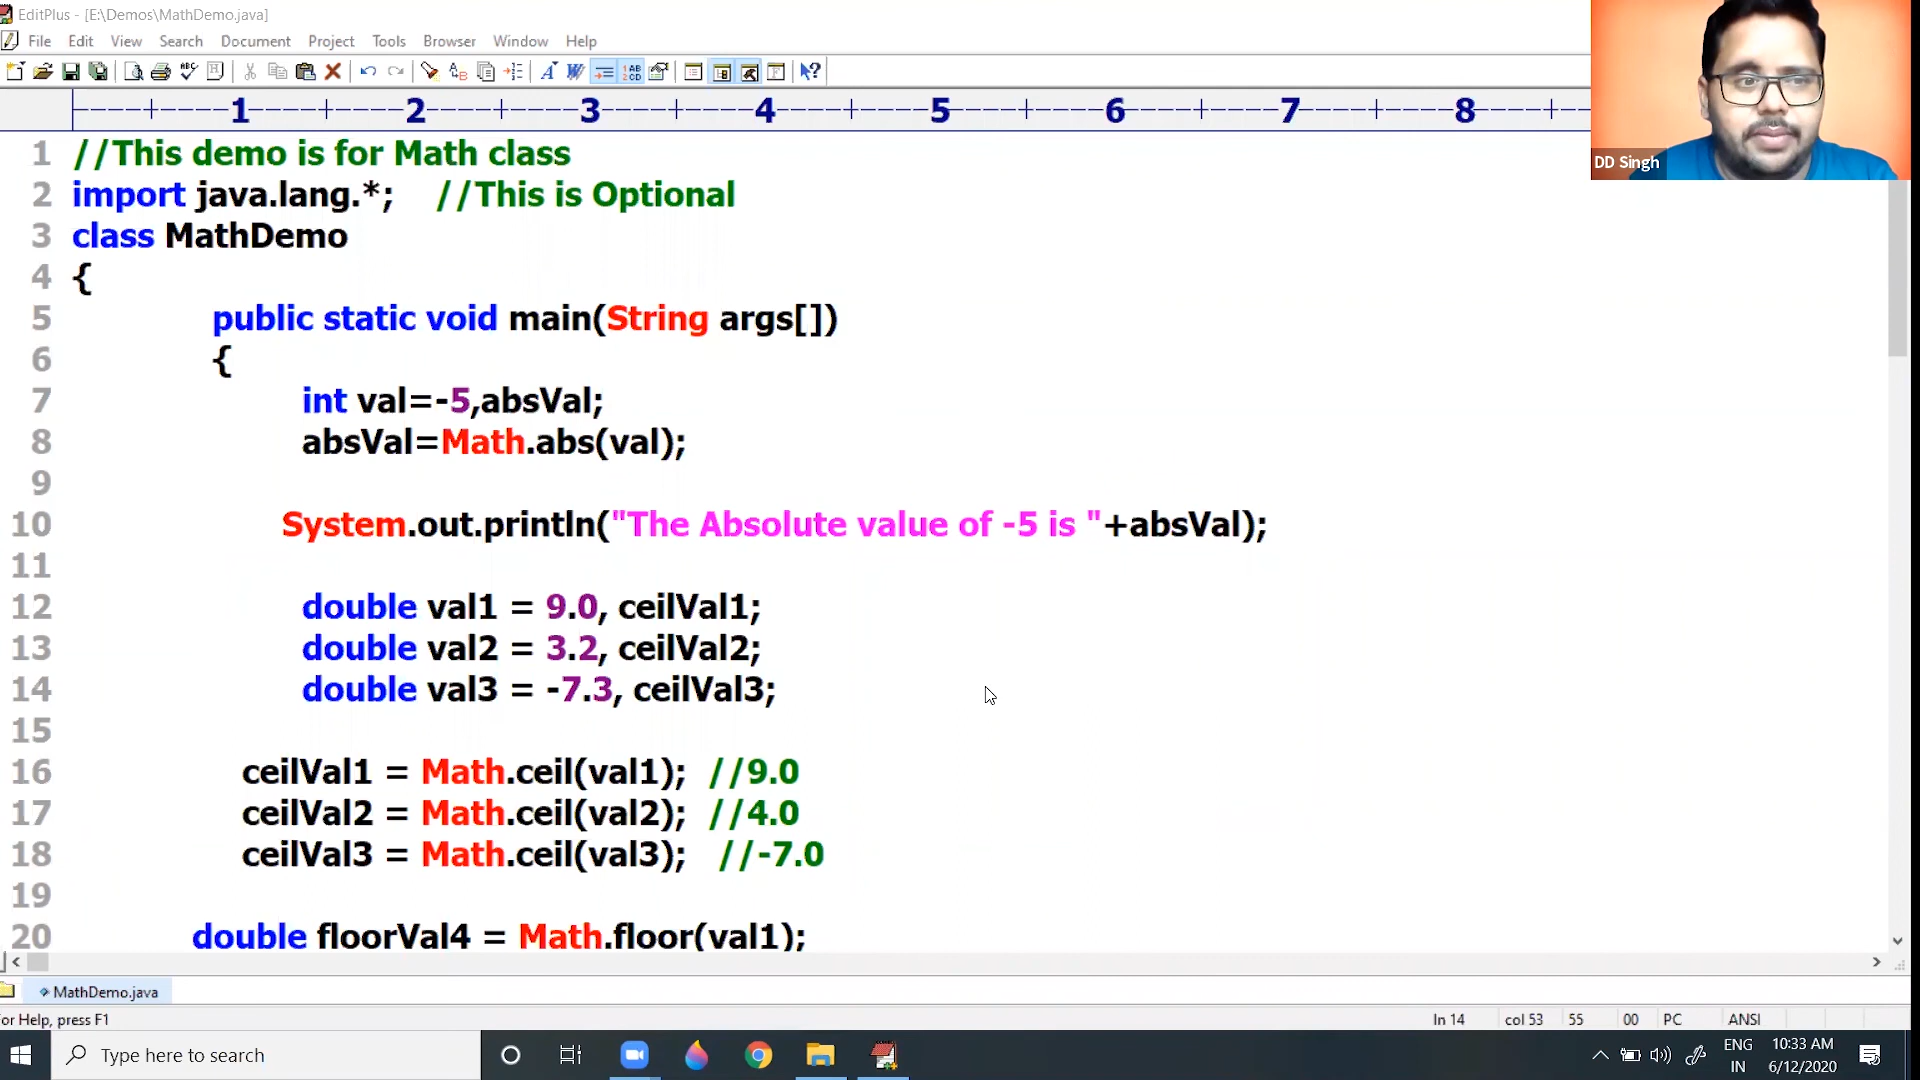 EditPlus - [E:\Demos\MathDemo.java]
File Edit View Search Document Project Tools Browser Window Help
1 2 3 4 5 6 7 8
DD Singh
1 //This demo is for Math class
2 import java.lang.*; //This is Optional
3 class MathDemo
4 {
5 public static void main(String args[])
6 {
7 int val=-5,absVal;
8 absVal=Math.abs(val);
9
10 System.out.println("The Absolute value of -5 is "+absVal);
11
12 double val1 = 9.0, ceilVal1;
13 double val2 = 3.2, ceilVal2;
14 double val3 = -7.3, ceilVal3;
15
16 ceilVal1 = Math.ceil(val1); //9.0
17 ceilVal2 = Math.ceil(val2); //4.0
18 ceilVal3 = Math.ceil(val3); //-7.0
19
20 double floorVal4 = Math.floor(val1);
MathDemo.java
or Help, press F1 ln 14 col 53 55 00 PC ANSI
Type here to search
ENG 10:33 AM
IN 6/12/2020